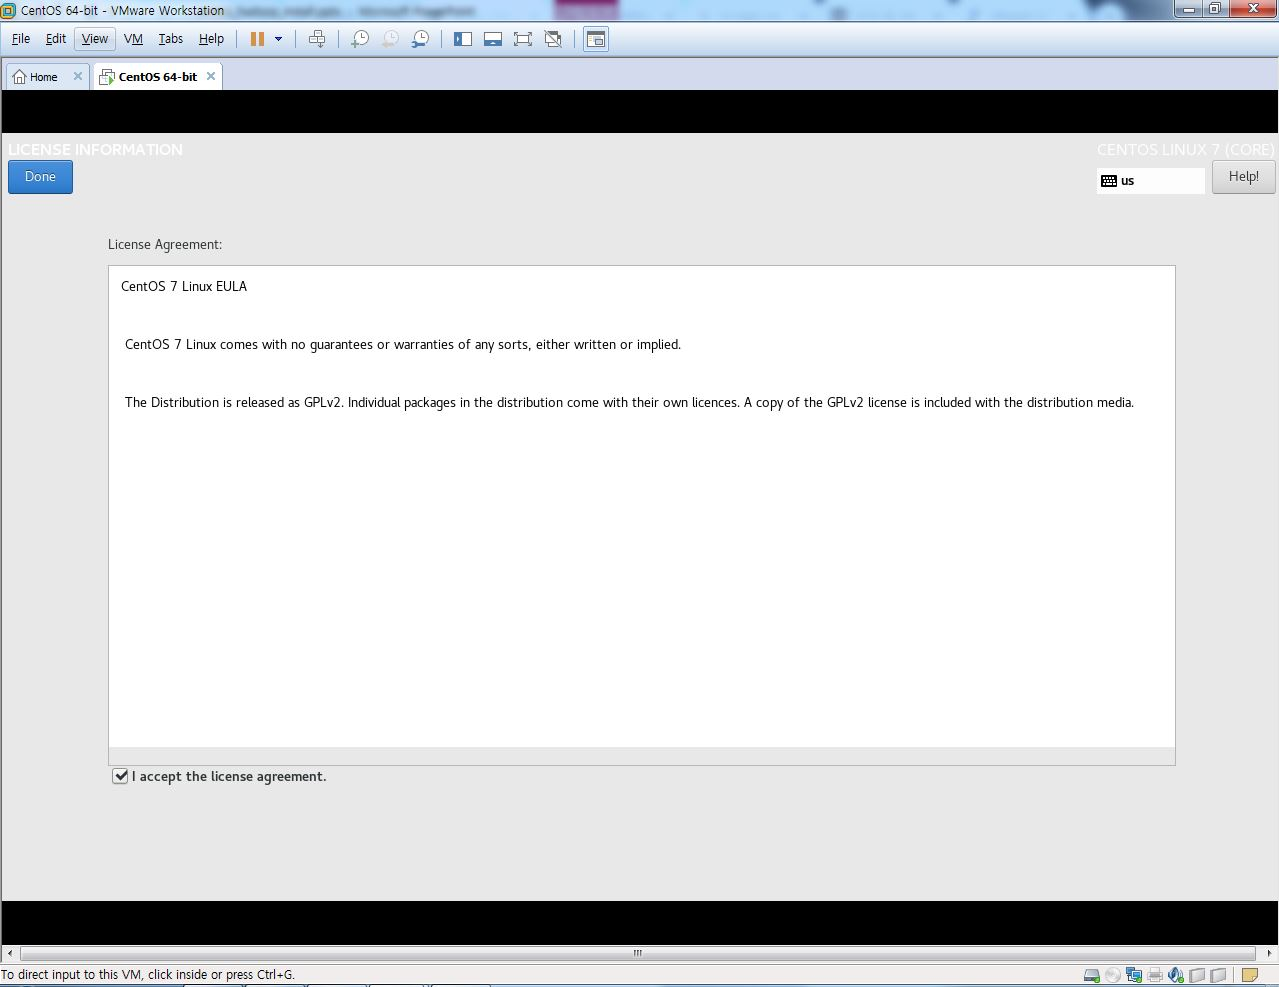 CentOS 64-bit - VMware Workstation
File Edit View VM Tabs Help
Home CentOS 64-bit
LICENSE INFORMATION
CENTOS LINUX 7 (CORE)
Done
us
Help!
License Agreement:
CentOS 7 Linux EULA
CentOS 7 Linux comes with no guarantees or warranties of any sorts, either written or implied.
The Distribution is released as GPLv2. Individual packages in the distribution come with their own licences. A copy of the GPLv2 license is included with the distribution media.
I accept the license agreement.
To direct input to this VM, click inside or press Ctrl+G.